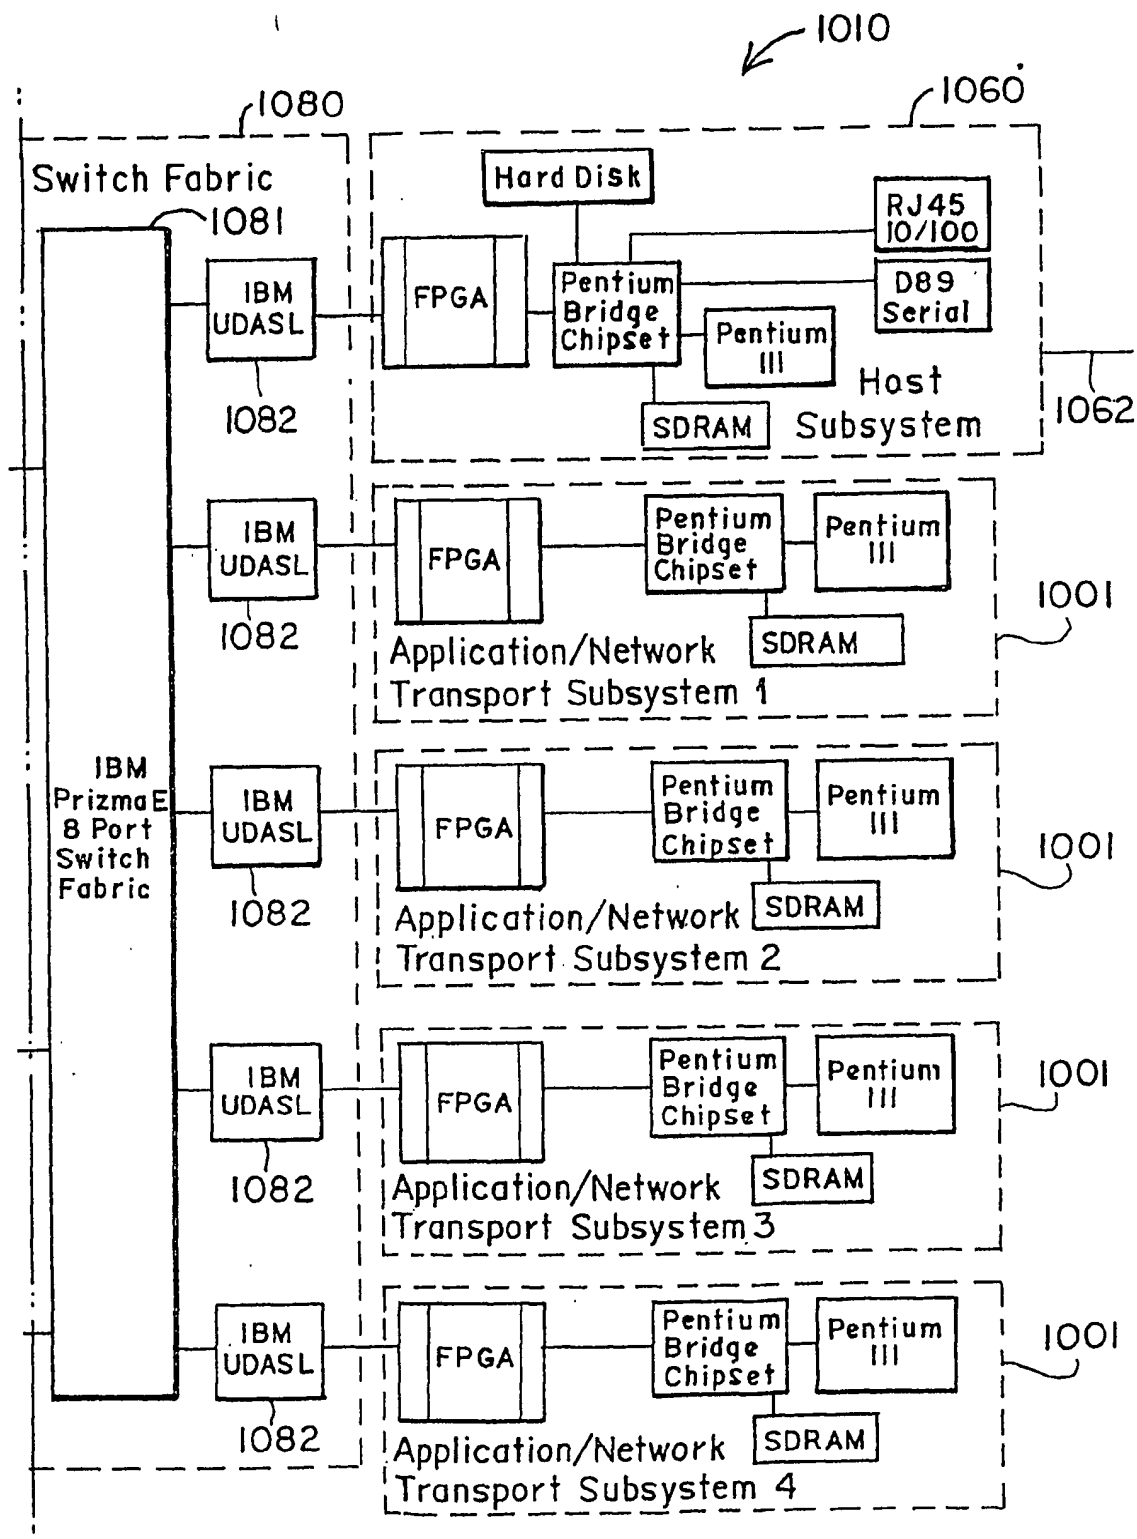 1010
1080
1060
Switch Fabric
1081
Hard Disk
RJ45
10/100
IBM
UDASL
FPGA
Pentium
Bridge
Chipset
D89
Serial
Pentium
III
1082
SDRAM
Host
Subsystem
1062
IBM
UDASL
FPGA
Pentium
Bridge
Chipset
Pentium
III
1082
SDRAM
1001
Application/Network
Transport Subsystem 1
IBM
PrizmaE
8 Port
Switch
Fabric
IBM
UDASL
FPGA
Pentium
Bridge
Chipset
Pentium
III
1082
SDRAM
1001
Application/Network
Transport Subsystem 2
IBM
UDASL
FPGA
Pentium
Bridge
Chipset
Pentium
III
1082
SDRAM
1001
Application/Network
Transport Subsystem 3
IBM
UDASL
FPGA
Pentium
Bridge
Chipset
Pentium
III
1082
SDRAM
1001
Application/Network
Transport Subsystem 4